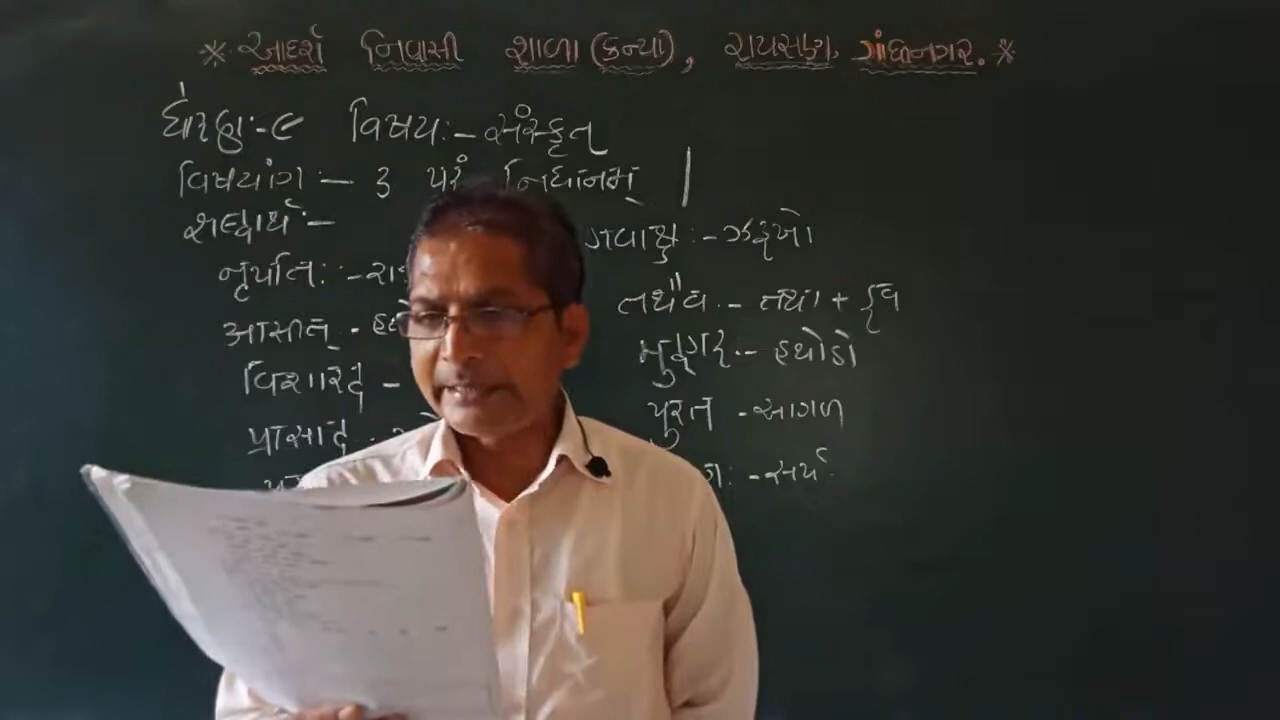 * આદર્શ નિવાસી શાળા (કન્યા), રાયસણ. ગાંધીનગર. *
ધોરણ:-૯ વિષય:- સંસ્કૃત
વિષયાંગ :- ૩ પરં નિધાનમ્
શબ્દાર્થ :-
નૃપતિ: :-
આસીત્ -
વિશારદ -
પ્રાસાદ -
ગવાક્ષ :- ઝરૂખો
તથૈવ - તથા + ઈવ
મુદ્ગર - હથોડો
પુરત - આગળ
:- સર્પ